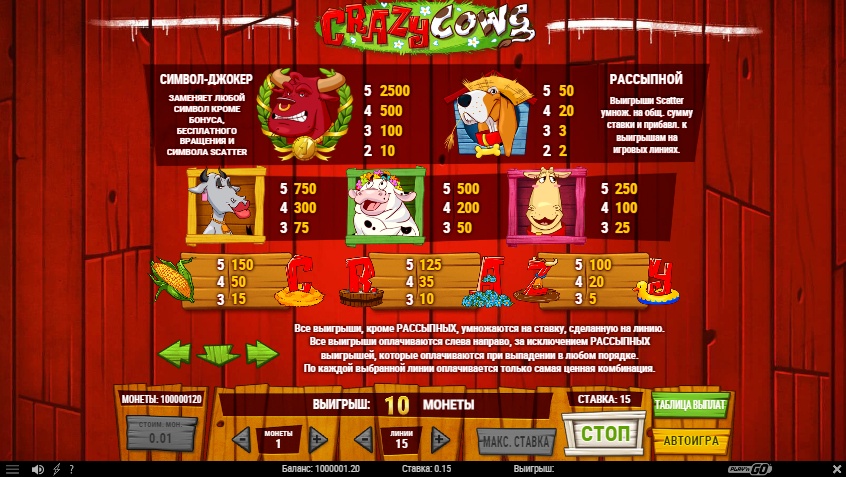 CRAZY COWS
СИМВОЛ-ДЖОКЕР
ЗАМЕНЯЕТ ЛЮБОЙ
СИМВОЛ КРОМЕ
БОНУСА,
БЕСПЛАТНОГО
ВРАЩЕНИЯ И
СИМВОЛА SCATTER
5 2500
4 500
3 100
2 10
5 50
4 20
3 3
2 2
РАССЫПНОЙ
Выигрыши Scatter
умнож. на общ. сумму
ставки и прибавл. к
выигрышам на
игровых линиях.
5 750
4 300
3 75
5 500
4 200
3 50
5 250
4 100
3 25
5 150
4 50
3 15
C
R
5 125
4 35
3 10
A
Z
5 100
4 20
3 5
Y
Все выигрыши, кроме РАССЫПНЫХ, умножаются на ставку, сделанную на линию.
Все выигрыши оплачиваются слева направо, за исключением РАССЫПНЫХ
выигрышей, которые оплачиваются при выпадении в любом порядке.
По каждой выбранной линии оплачивается только самая ценная комбинация.
МОНЕТЫ: 100000120
СТОИМ. МОН.
0.01
ВЫИГРЫШ: 10 МОНЕТЫ
- МОНЕТЫ 1 +
ЛИНИИ 15 +
МАКС. СТАВКА
СТАВКА: 15
СТОП
ТАБЛИЦА ВЫПЛАТ
АВТОИГРА
? Баланс: 1000001.20 Ставка: 0.15 Выигрыш: PLAY'N GO